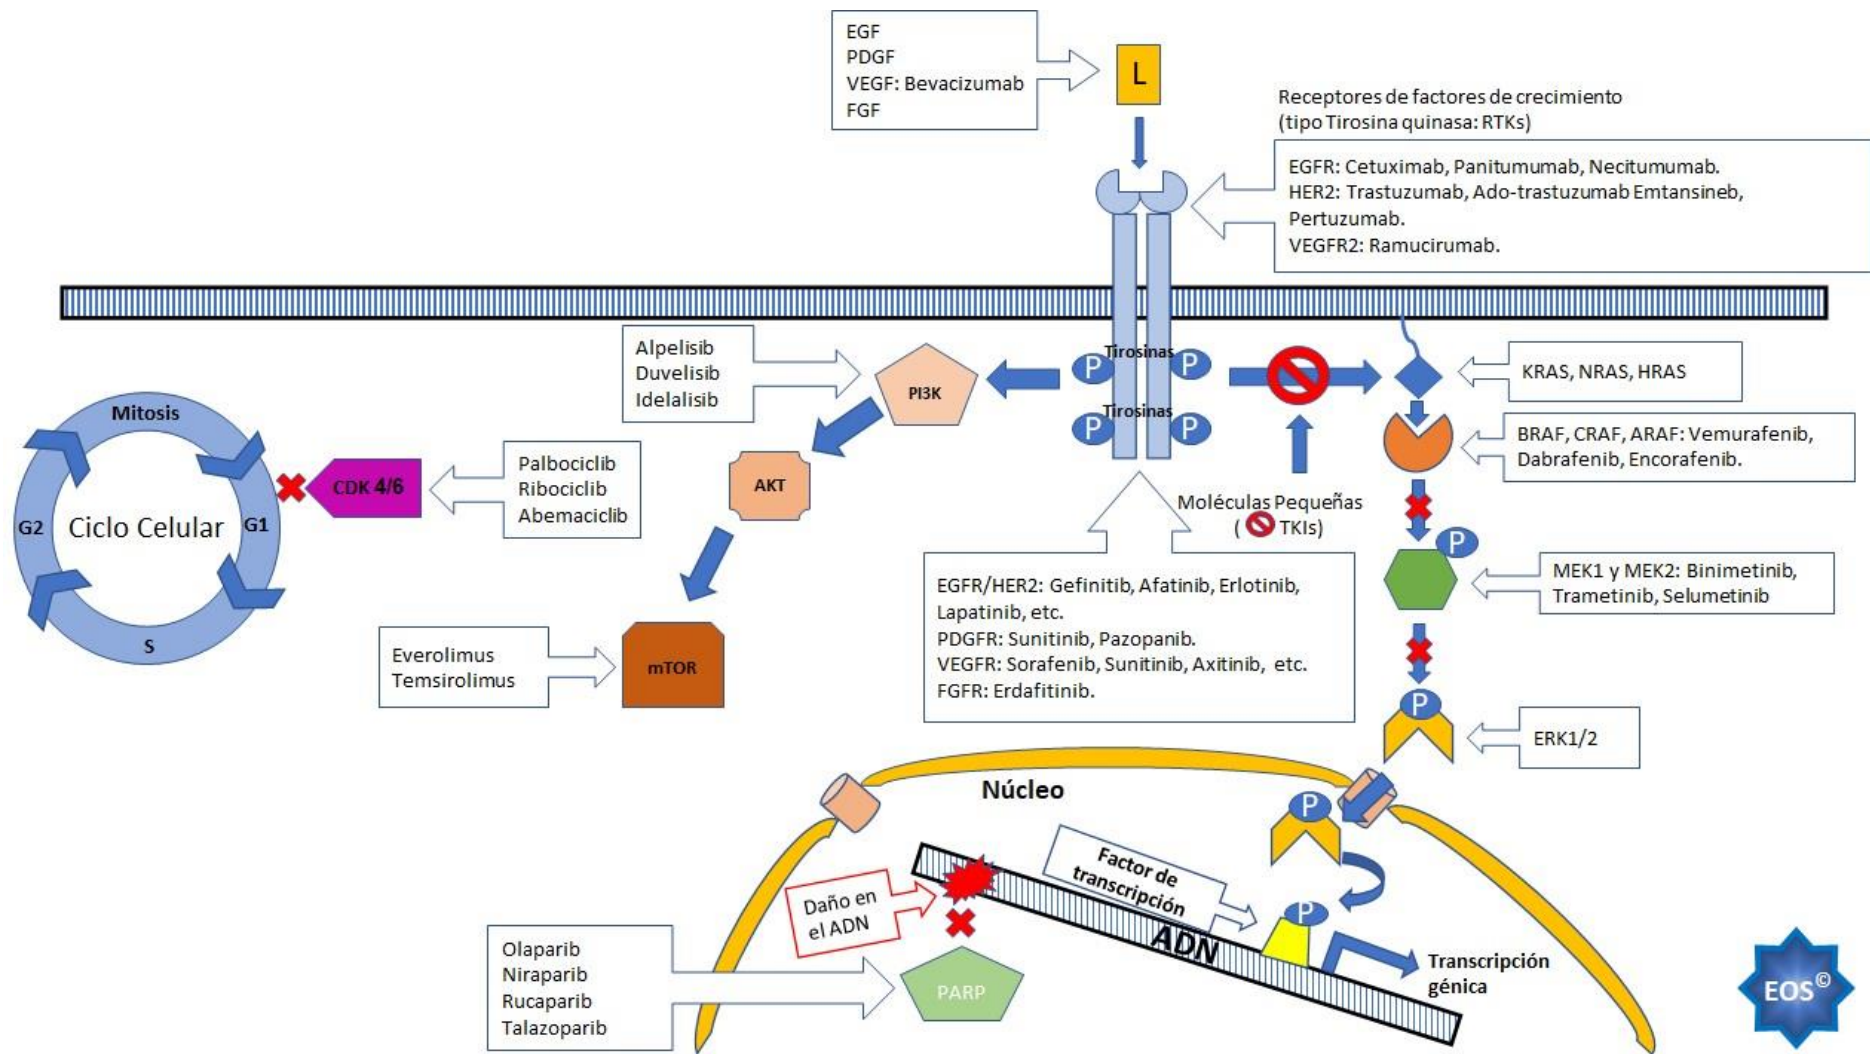 EGF
PDGF
VEGF: Bevacizumab
FGF
L
Receptores de factores de crecimiento
(tipo Tirosina quinasa: RTKs)
EGFR: Cetuximab, Panitumumab, Necitumumab.
HER2: Trastuzumab, Ado-trastuzumab Emtansineb,
Pertuzumab.
VEGFR2: Ramucirumab.
Alpelisib
Duvelisib
Idelalisib
PI3K
P
Tirosinas
P
P
Tirosinas
P
KRAS, NRAS, HRAS
BRAF, CRAF, ARAF: Vemurafenib,
Dabrafenib, Encorafenib.
Mitosis
G2
Ciclo Celular
G1
S
CDK 4/6
Palbociclib
Ribociclib
Abemaciclib
AKT
Moléculas Pequeñas
( TKIs)
P
MEK1 y MEK2: Binimetinib,
Trametinib, Selumetinib
EGFR/HER2: Gefinitib, Afatinib, Erlotinib,
Lapatinib, etc.
PDGFR: Sunitinib, Pazopanib.
VEGFR: Sorafenib, Sunitinib, Axitinib, etc.
FGFR: Erdafitinib.
Everolimus
Temsirolimus
mTOR
P
ERK1/2
Núcleo
P
Factor de
transcripción
P
Daño en
el ADN
ADN
Olaparib
Niraparib
Rucaparib
Talazoparib
PARP
Transcripción
génica
EOS©